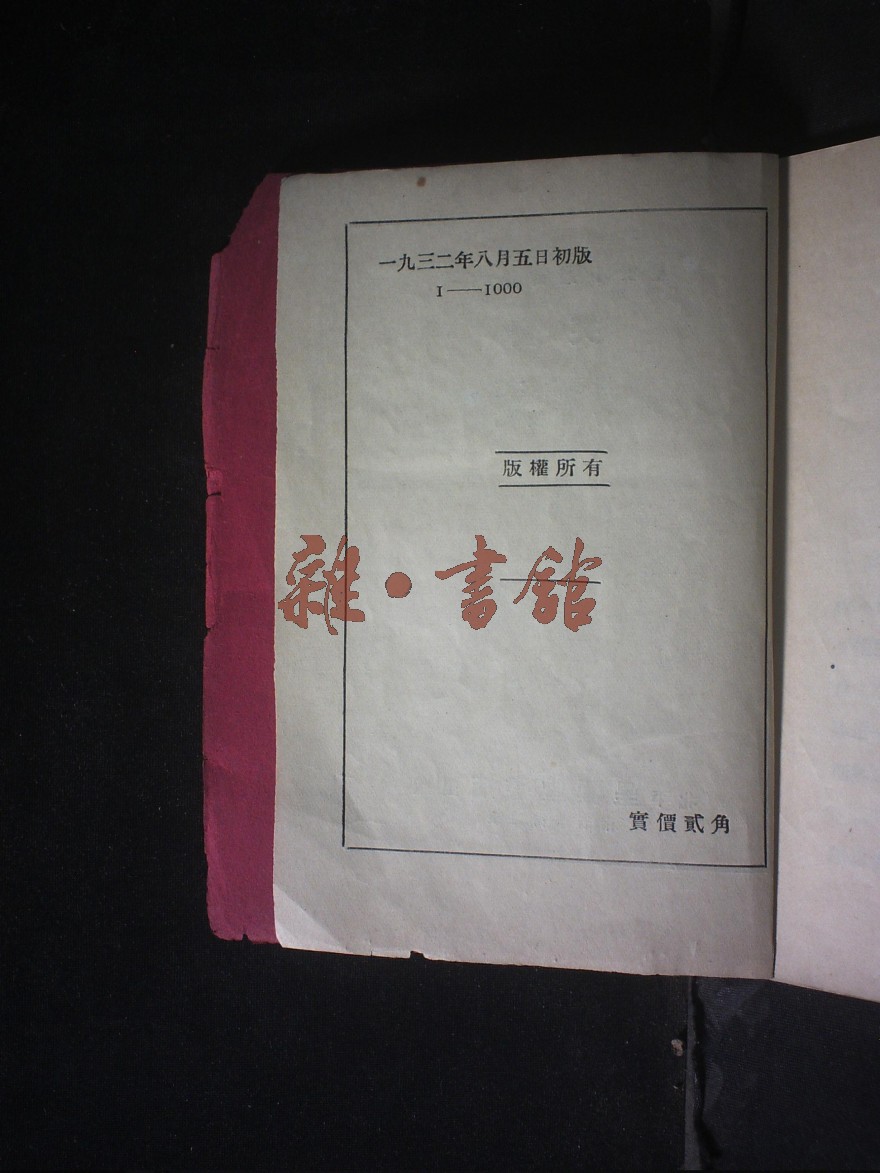 一九三二年八月五日初版
1——1000
版權所有
雜·書館
實價貳角